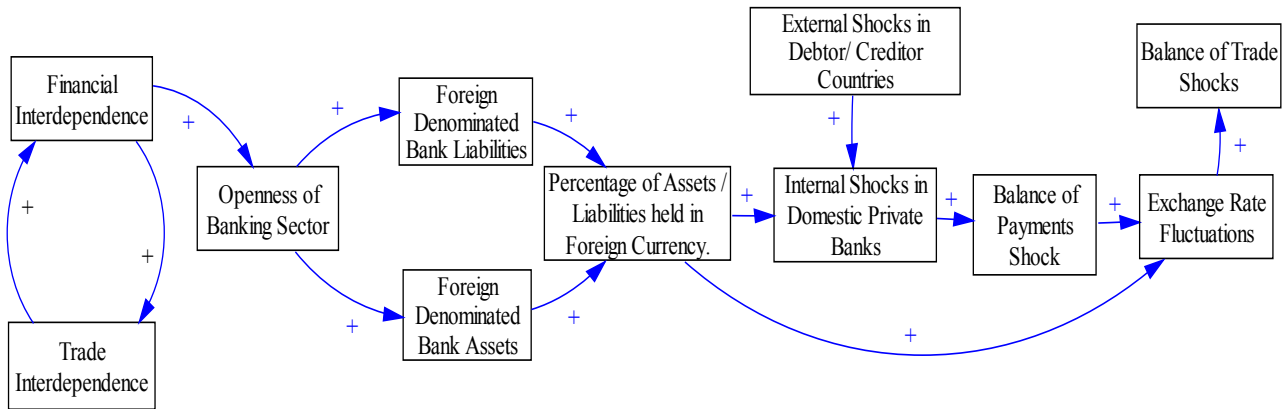 Financial
Interdependence
+
+
+
Trade
Interdependence
Openness of
Banking Sector
+
+
Foreign
Denominated
Bank Liabilities
+
Foreign
Denominated
Bank Assets
+
Percentage of Assets /
Liabilities held in
Foreign Currency.
+
+
External Shocks in
Debtor/ Creditor
Countries
+
Internal Shocks in
Domestic Private
Banks
+
Balance of
Payments
Shock
+
Exchange Rate
Fluctuations
+
Balance of Trade
Shocks